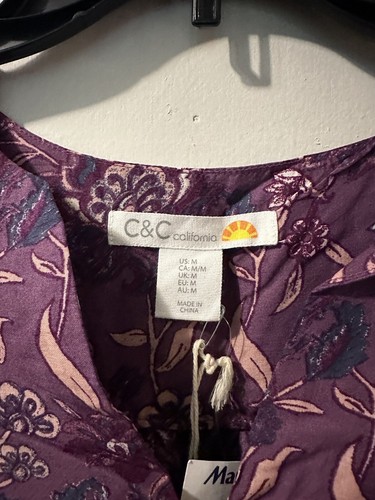 C&C california
US: M
CA: M/M
UK: M
EU: M
AU: M
MADE IN
CHINA
Ma